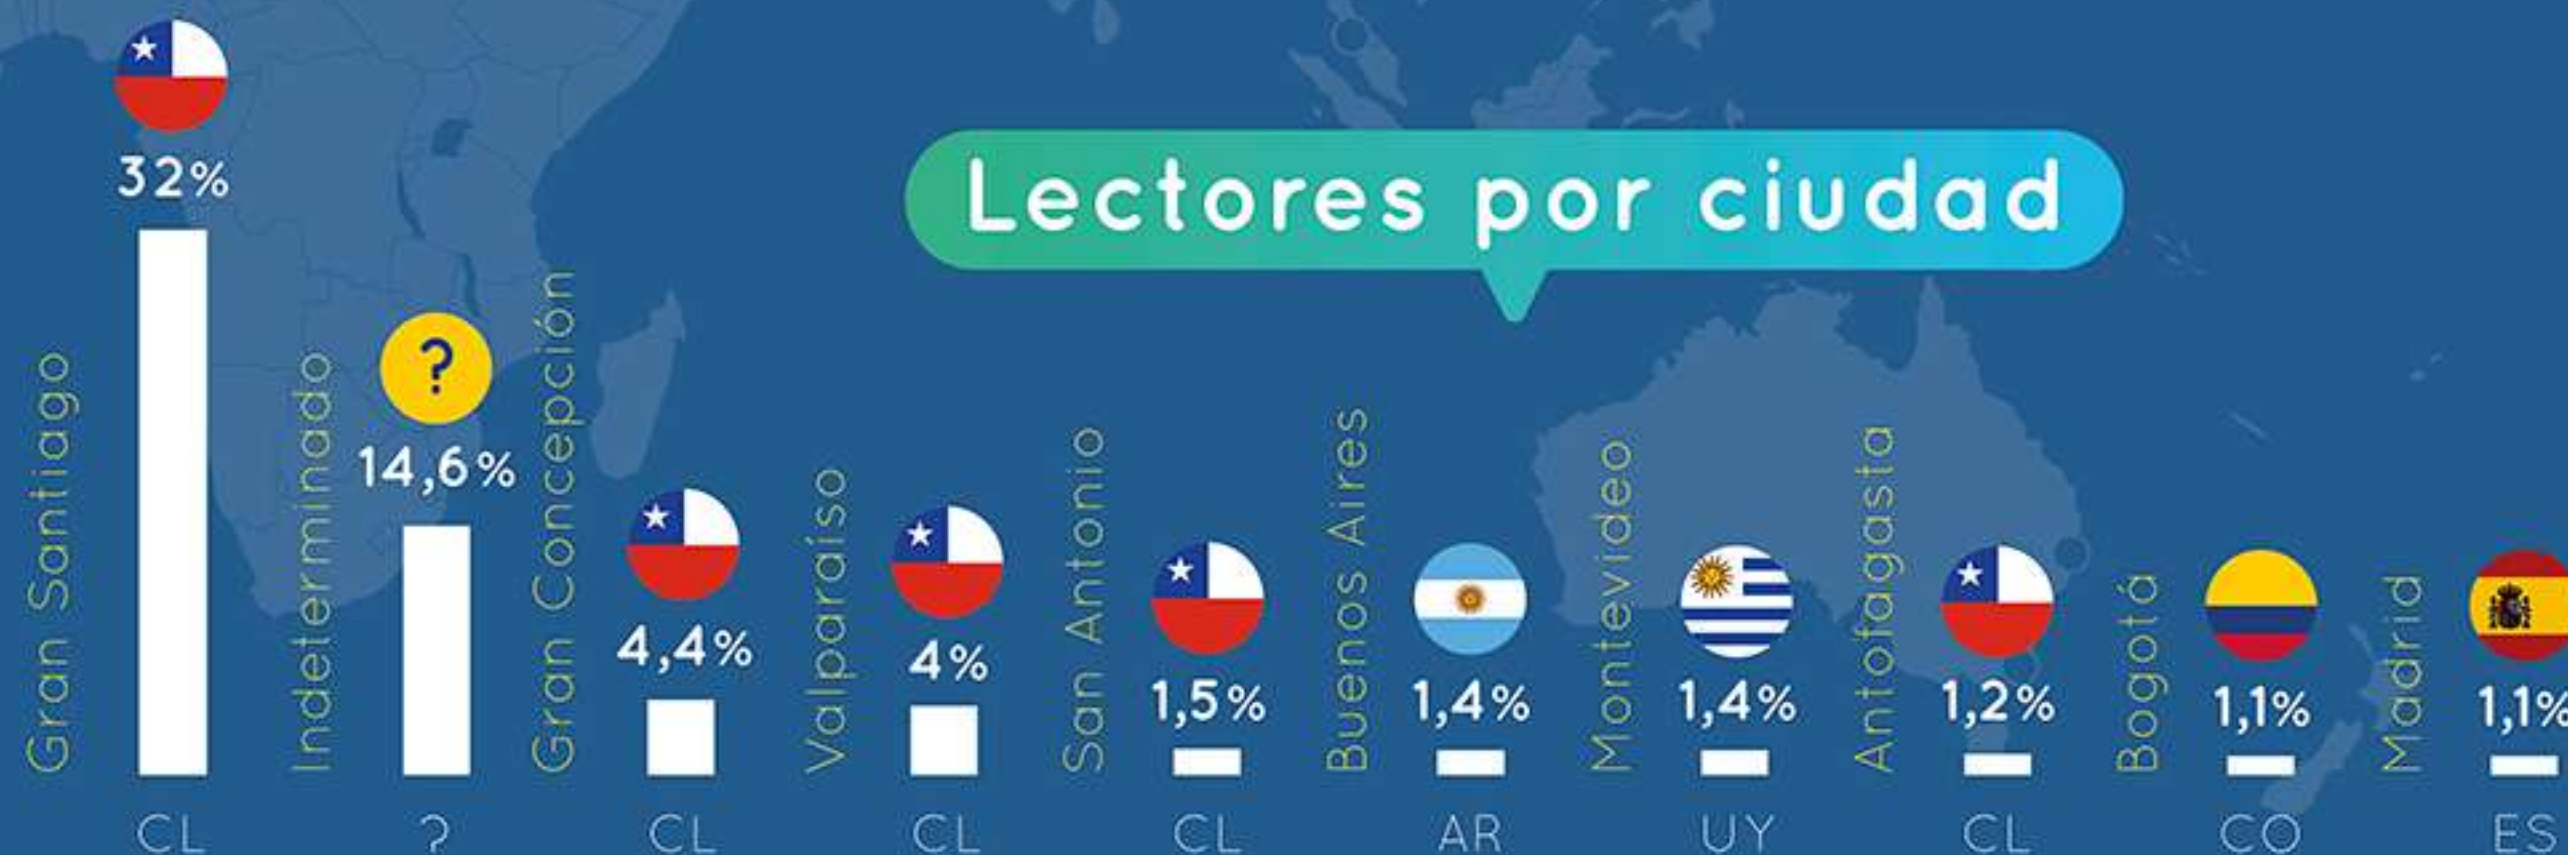 Lectores por ciudad
Gran Santiago
32%
CL
Indeterminado
?
14,6%
?
Gran Concepción
4,4%
CL
Valparaíso
4%
CL
San Antonio
1,5%
CL
Buenos Aires
1,4%
AR
Montevideo
1,4%
UY
Antofagasta
1,2%
CL
Bogotá
1,1%
CO
Madrid
1,1%
ES